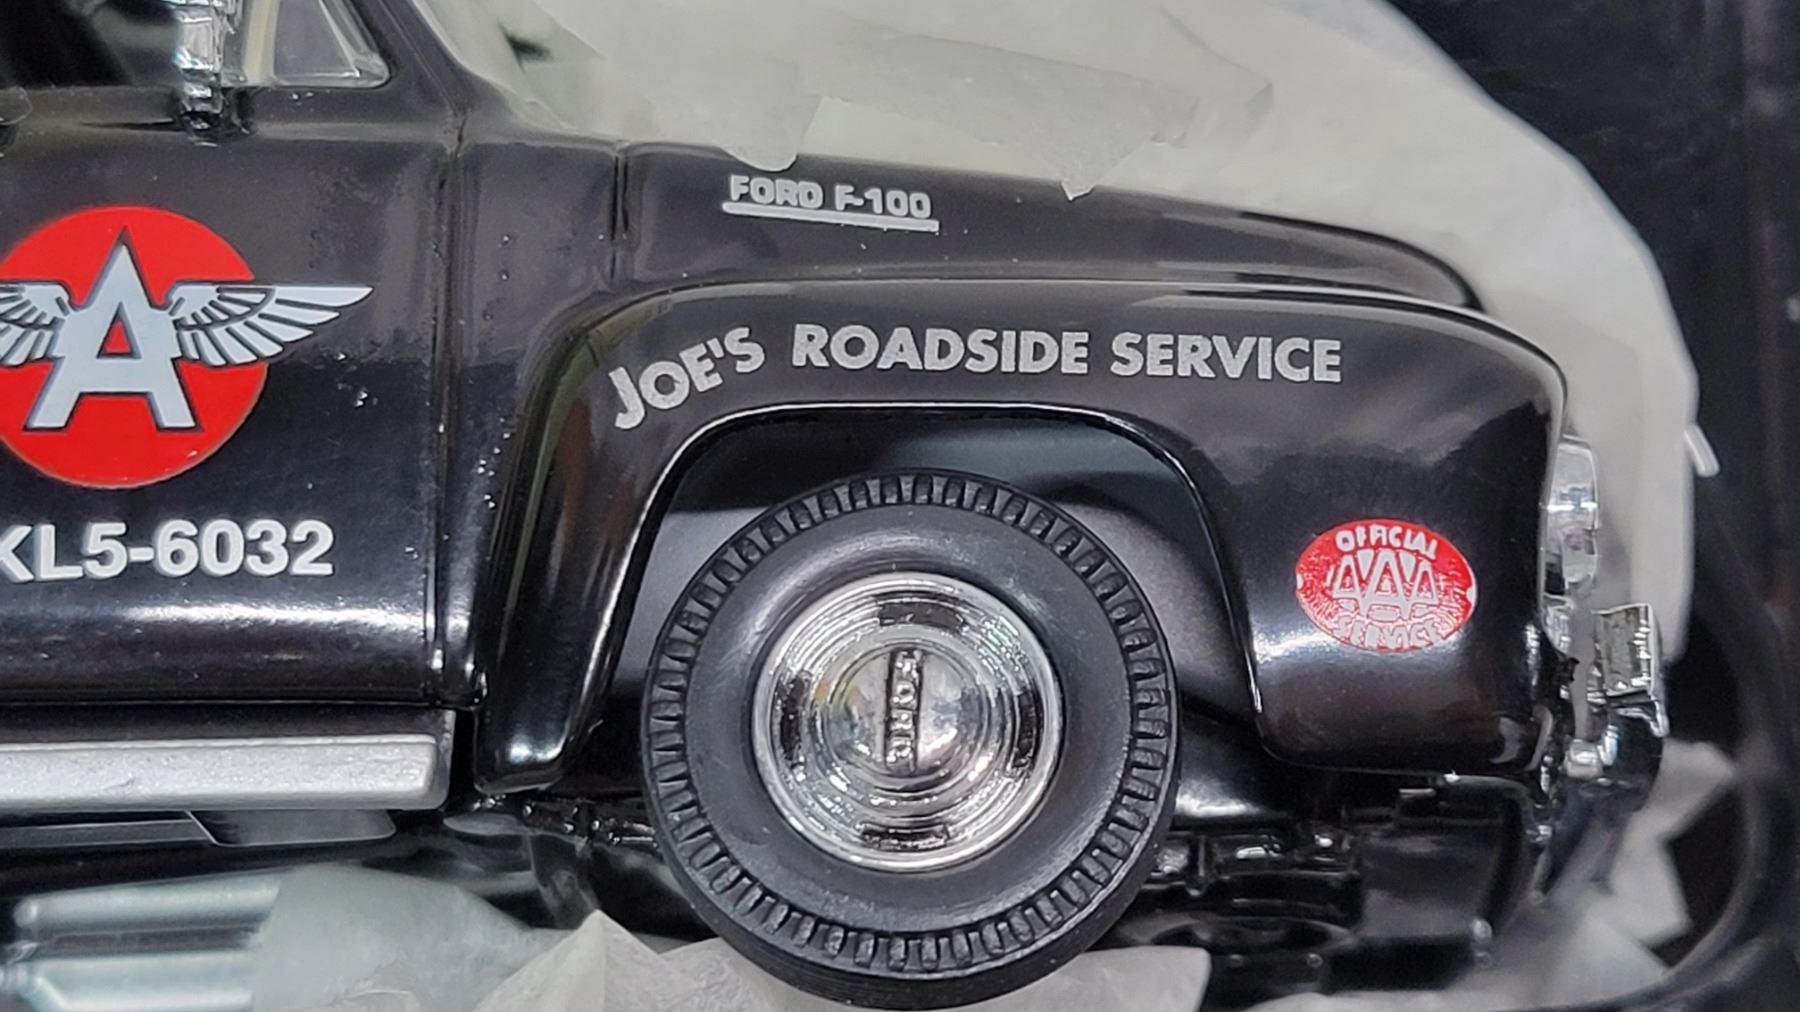 FORD F-100
JOE'S ROADSIDE SERVICE
A
KL5-6032
OFFICIAL
AAA
SERVICE
FORD